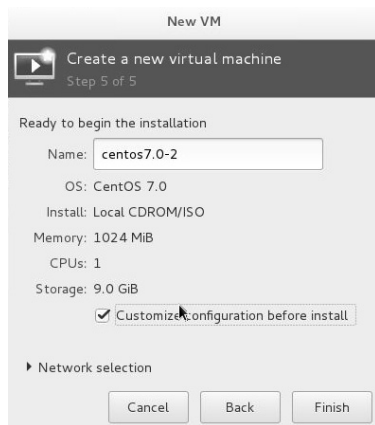 New VM
Create a new virtual machine
Step 5 of 5
Ready to begin the installation
Name: centos7.0-2
OS: CentOS 7.0
Install: Local CDROM/ISO
Memory: 1024 MiB
CPUs: 1
Storage: 9.0 GiB
Customize configuration before install
Network selection
Cancel Back Finish